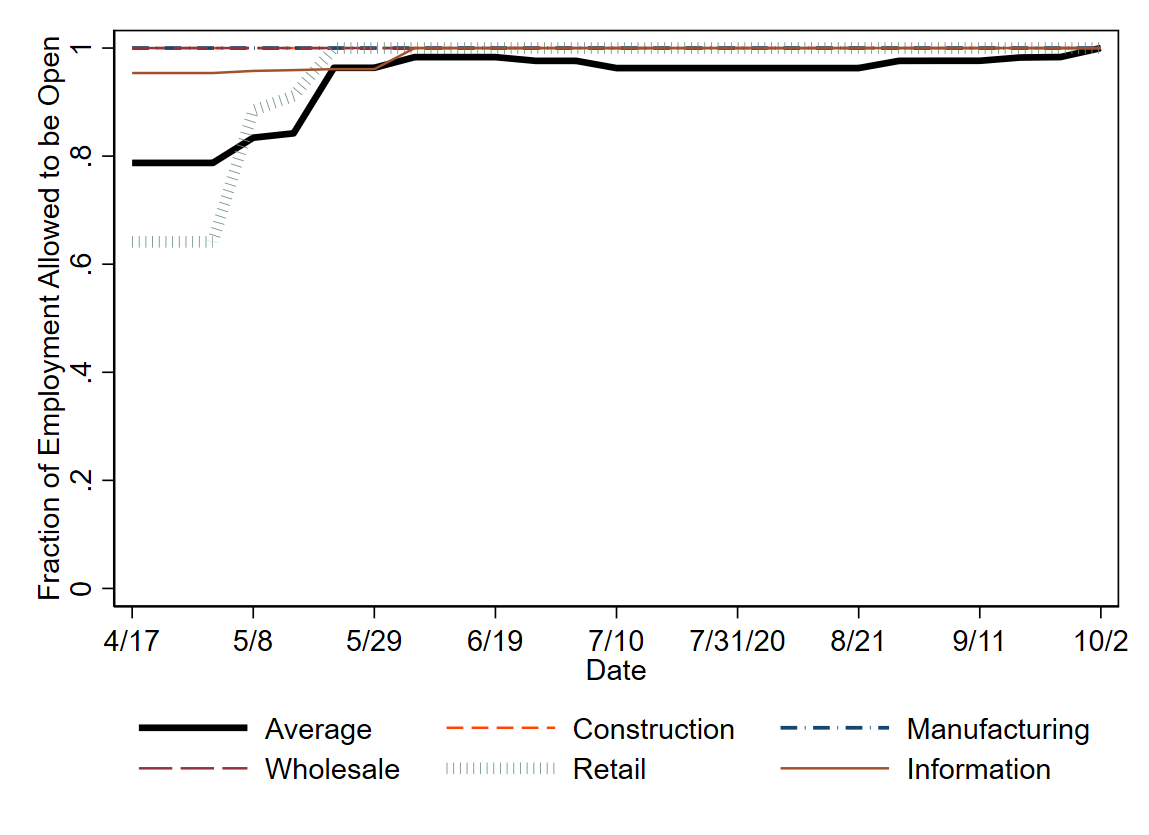 Fraction of Employment Allowed to be Open
1
.8
.6
.4
.2
0
4/17 5/8 5/29 6/19 7/10 7/31/20 8/21 9/11 10/2
Date
Average Construction Manufacturing
Wholesale Retail Information